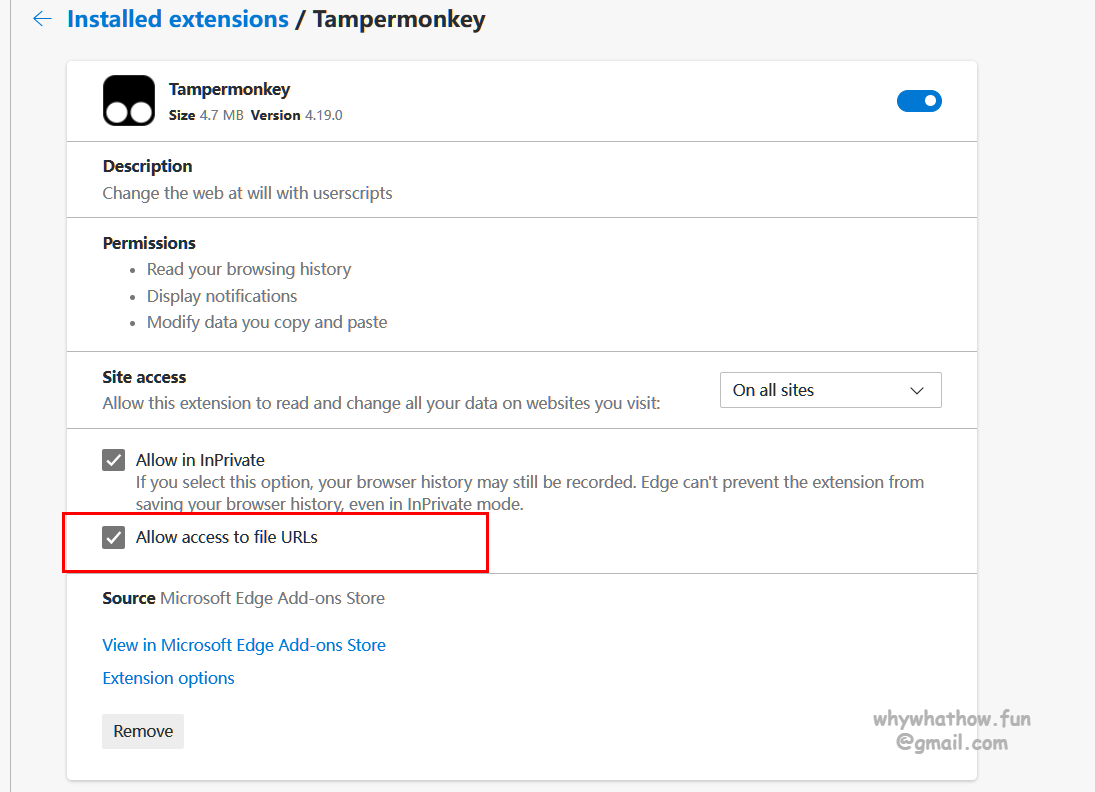 Installed extensions / Tampermonkey
Tampermonkey
Size 4.7 MB Version 4.19.0
Description
Change the web at will with userscripts
Permissions
Read your browsing history
Display notifications
Modify data you copy and paste
Site access
Allow this extension to read and change all your data on websites you visit:
On all sites
Allow in InPrivate
If you select this option, your browser history may still be recorded. Edge can't prevent the extension from
saving your browser history, even in InPrivate mode.
Allow access to file URLs
Source Microsoft Edge Add-ons Store
View in Microsoft Edge Add-ons Store
Extension options
Remove
whywhathow.fun
@gmail.com